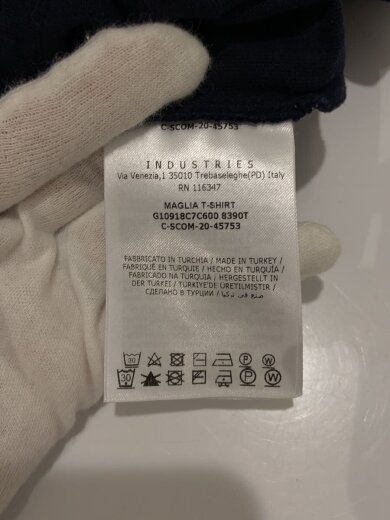 C-SCOM-20-45753
INDUSTRIES
Via Venezia,1 35010 Trebaseleghe(PD) Italy
RN 116347
MAGLIA T-SHIRT
G10918C7C600 8390T
C-SCOM-20-45753
FABBRICATO IN TURCHIA / MADE IN TURKEY /
FABRIQUÉ EN TURQUIE / HECHO EN TURQUÍA /
FABRICADO NA TURQUIA / HERGESTELLT IN
DER TÜRKEI / TÜRKİYE'DE ÜRETİLMİŞTİR /
СДЕЛАНО В ТУРЦИИ / صنع في تركيا
30 P W
30 P W